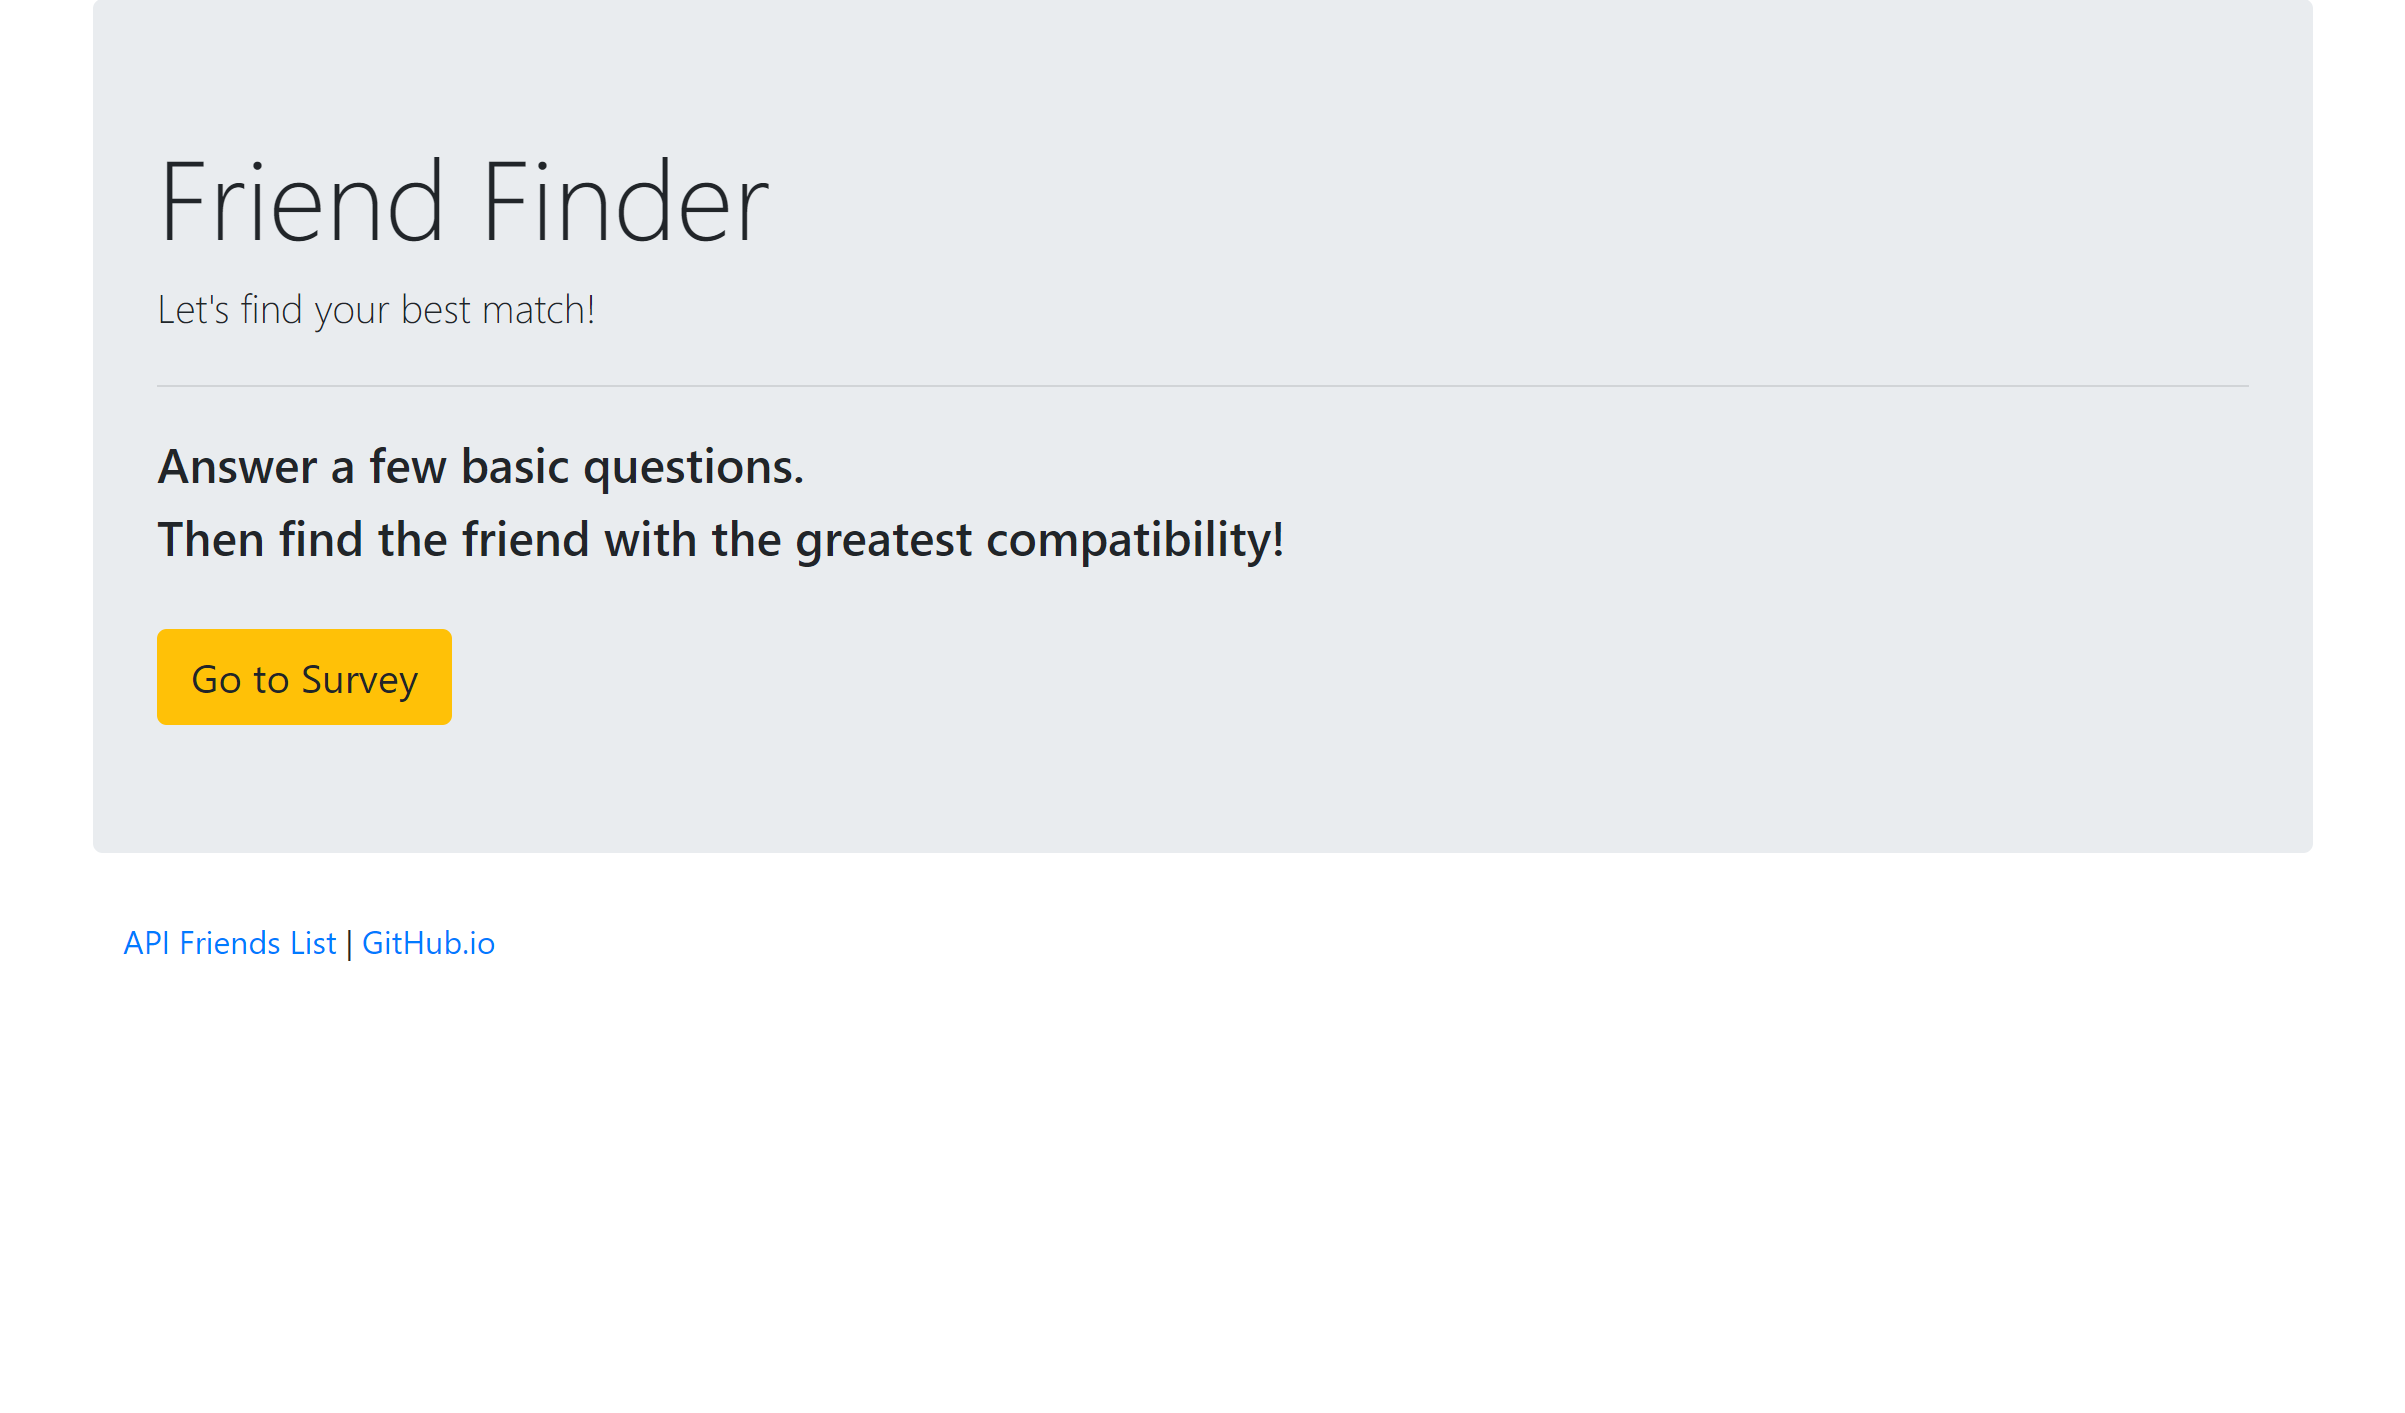 Friend Finder
Let's find your best match!
Answer a few basic questions.
Then find the friend with the greatest compatibility!
Go to Survey
API Friends List | GitHub.io